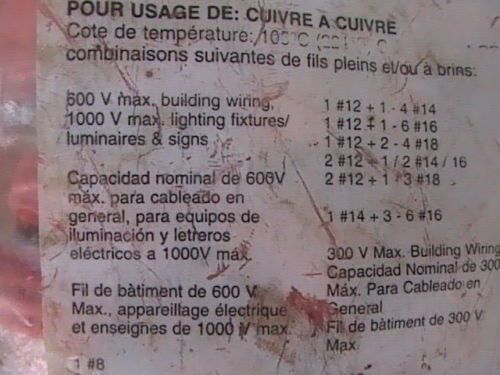 POUR USAGE DE: CUIVRE A CUIVRE
Cote de température: 105°C
combinaisons suivantes de fils pleins et/ou à brins:
600 V max. building wiring,
1000 V max. lighting fixtures/
luminaires & signs
Capacidad nominal de 600V
máx. para cableado en
general, para equipos de
iluminación y letreros
eléctricos a 1000V máx.
Fil de bàtiment de 600 V
Max., appareillage électrique
et enseignes de 1000 V max.
1 #8
1 #12 + 1 - 4 #14
1 #12 + 1 - 6 #16
1 #12 + 2 - 4 #18
2 #12 + 1 / 2 #14 / 16
2 #12 + 1 / 3 #18
1 #14 + 3 - 6 #16
300 V Max. Building Wiring
Capacidad Nominal de 300
Máx. Para Cableado en
General
Fil de bàtiment de 300 V
Max.